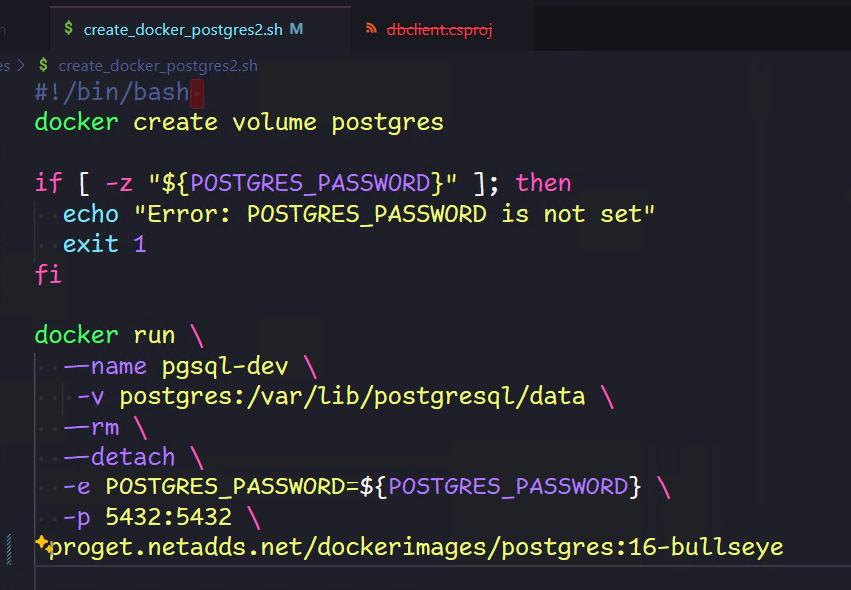 $ create_docker_postgres2.sh M
dbclient.csproj
es > $ create_docker_postgres2.sh
#!/bin/bash
docker create volume postgres

if [ -z "${POSTGRES_PASSWORD}" ]; then
  echo "Error: POSTGRES_PASSWORD is not set"
  exit 1
fi

docker run \
  --name pgsql-dev \
   -v postgres:/var/lib/postgresql/data \
  --rm \
  --detach \
  -e POSTGRES_PASSWORD=${POSTGRES_PASSWORD} \
  -p 5432:5432 \
 proget.netadds.net/dockerimages/postgres:16-bullseye